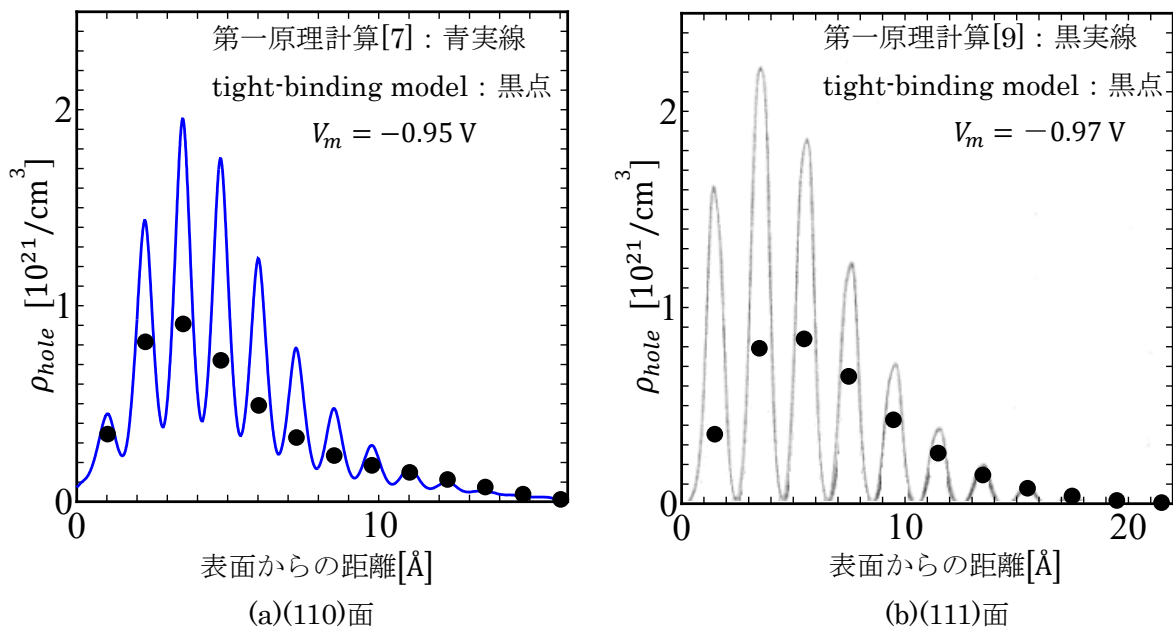 第一原理計算[7]：青実線
tight-binding model：黒点
V_m = −0.95 V
2
1
0
ρ_hole [10^21/cm^3]
0
10
表面からの距離[Å]
(a)(110)面
第一原理計算[9]：黒実線
tight-binding model：黒点
V_m = −0.97 V
2
1
0
ρ_hole [10^21/cm^3]
0
10
20
表面からの距離[Å]
(b)(111)面